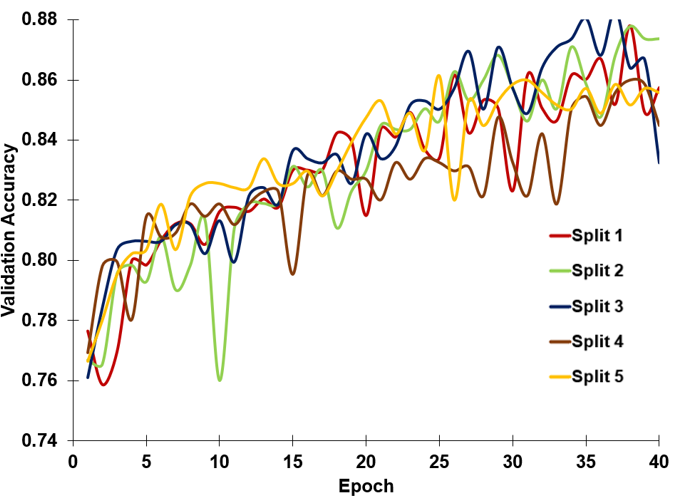 0.88
0.86
0.84
0.82
0.80
0.78
0.76
0.74
Validation Accuracy
Split 1
Split 2
Split 3
Split 4
Split 5
0 5 10 15 20 25 30 35 40
Epoch